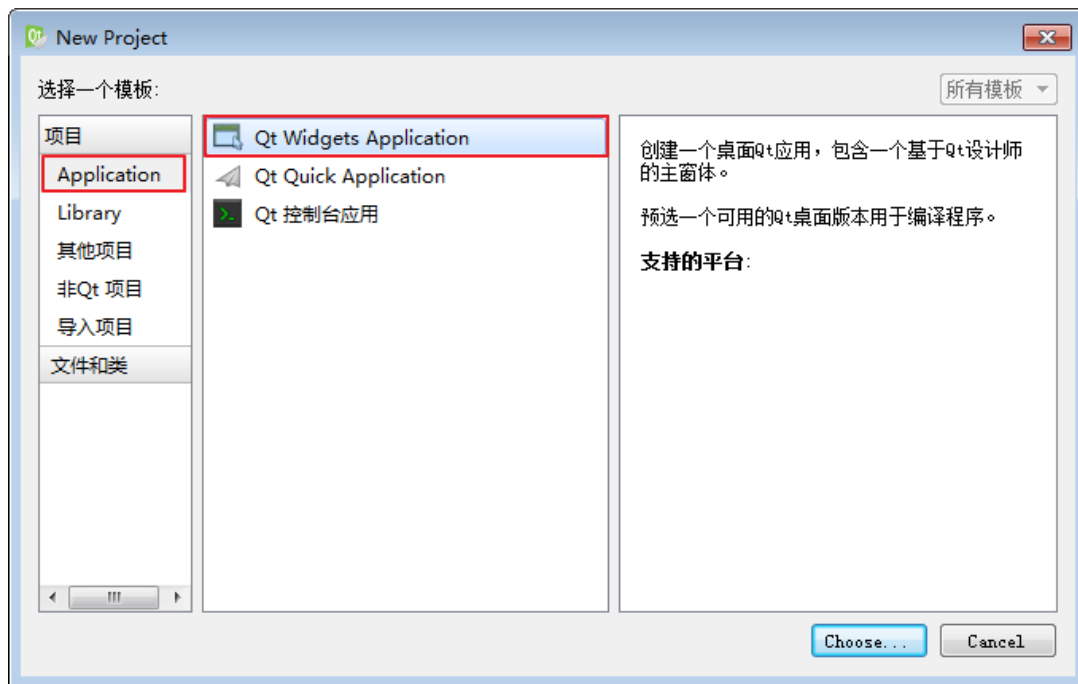 New Project
选择一个模板:
所有模板
项目
Application
Library
其他项目
非Qt 项目
导入项目
文件和类
Qt Widgets Application
Qt Quick Application
Qt 控制台应用
创建一个桌面Qt应用，包含一个基于Qt设计师
的主窗体。
预选一个可用的Qt桌面版本用于编译程序。
支持的平台:
Choose...
Cancel